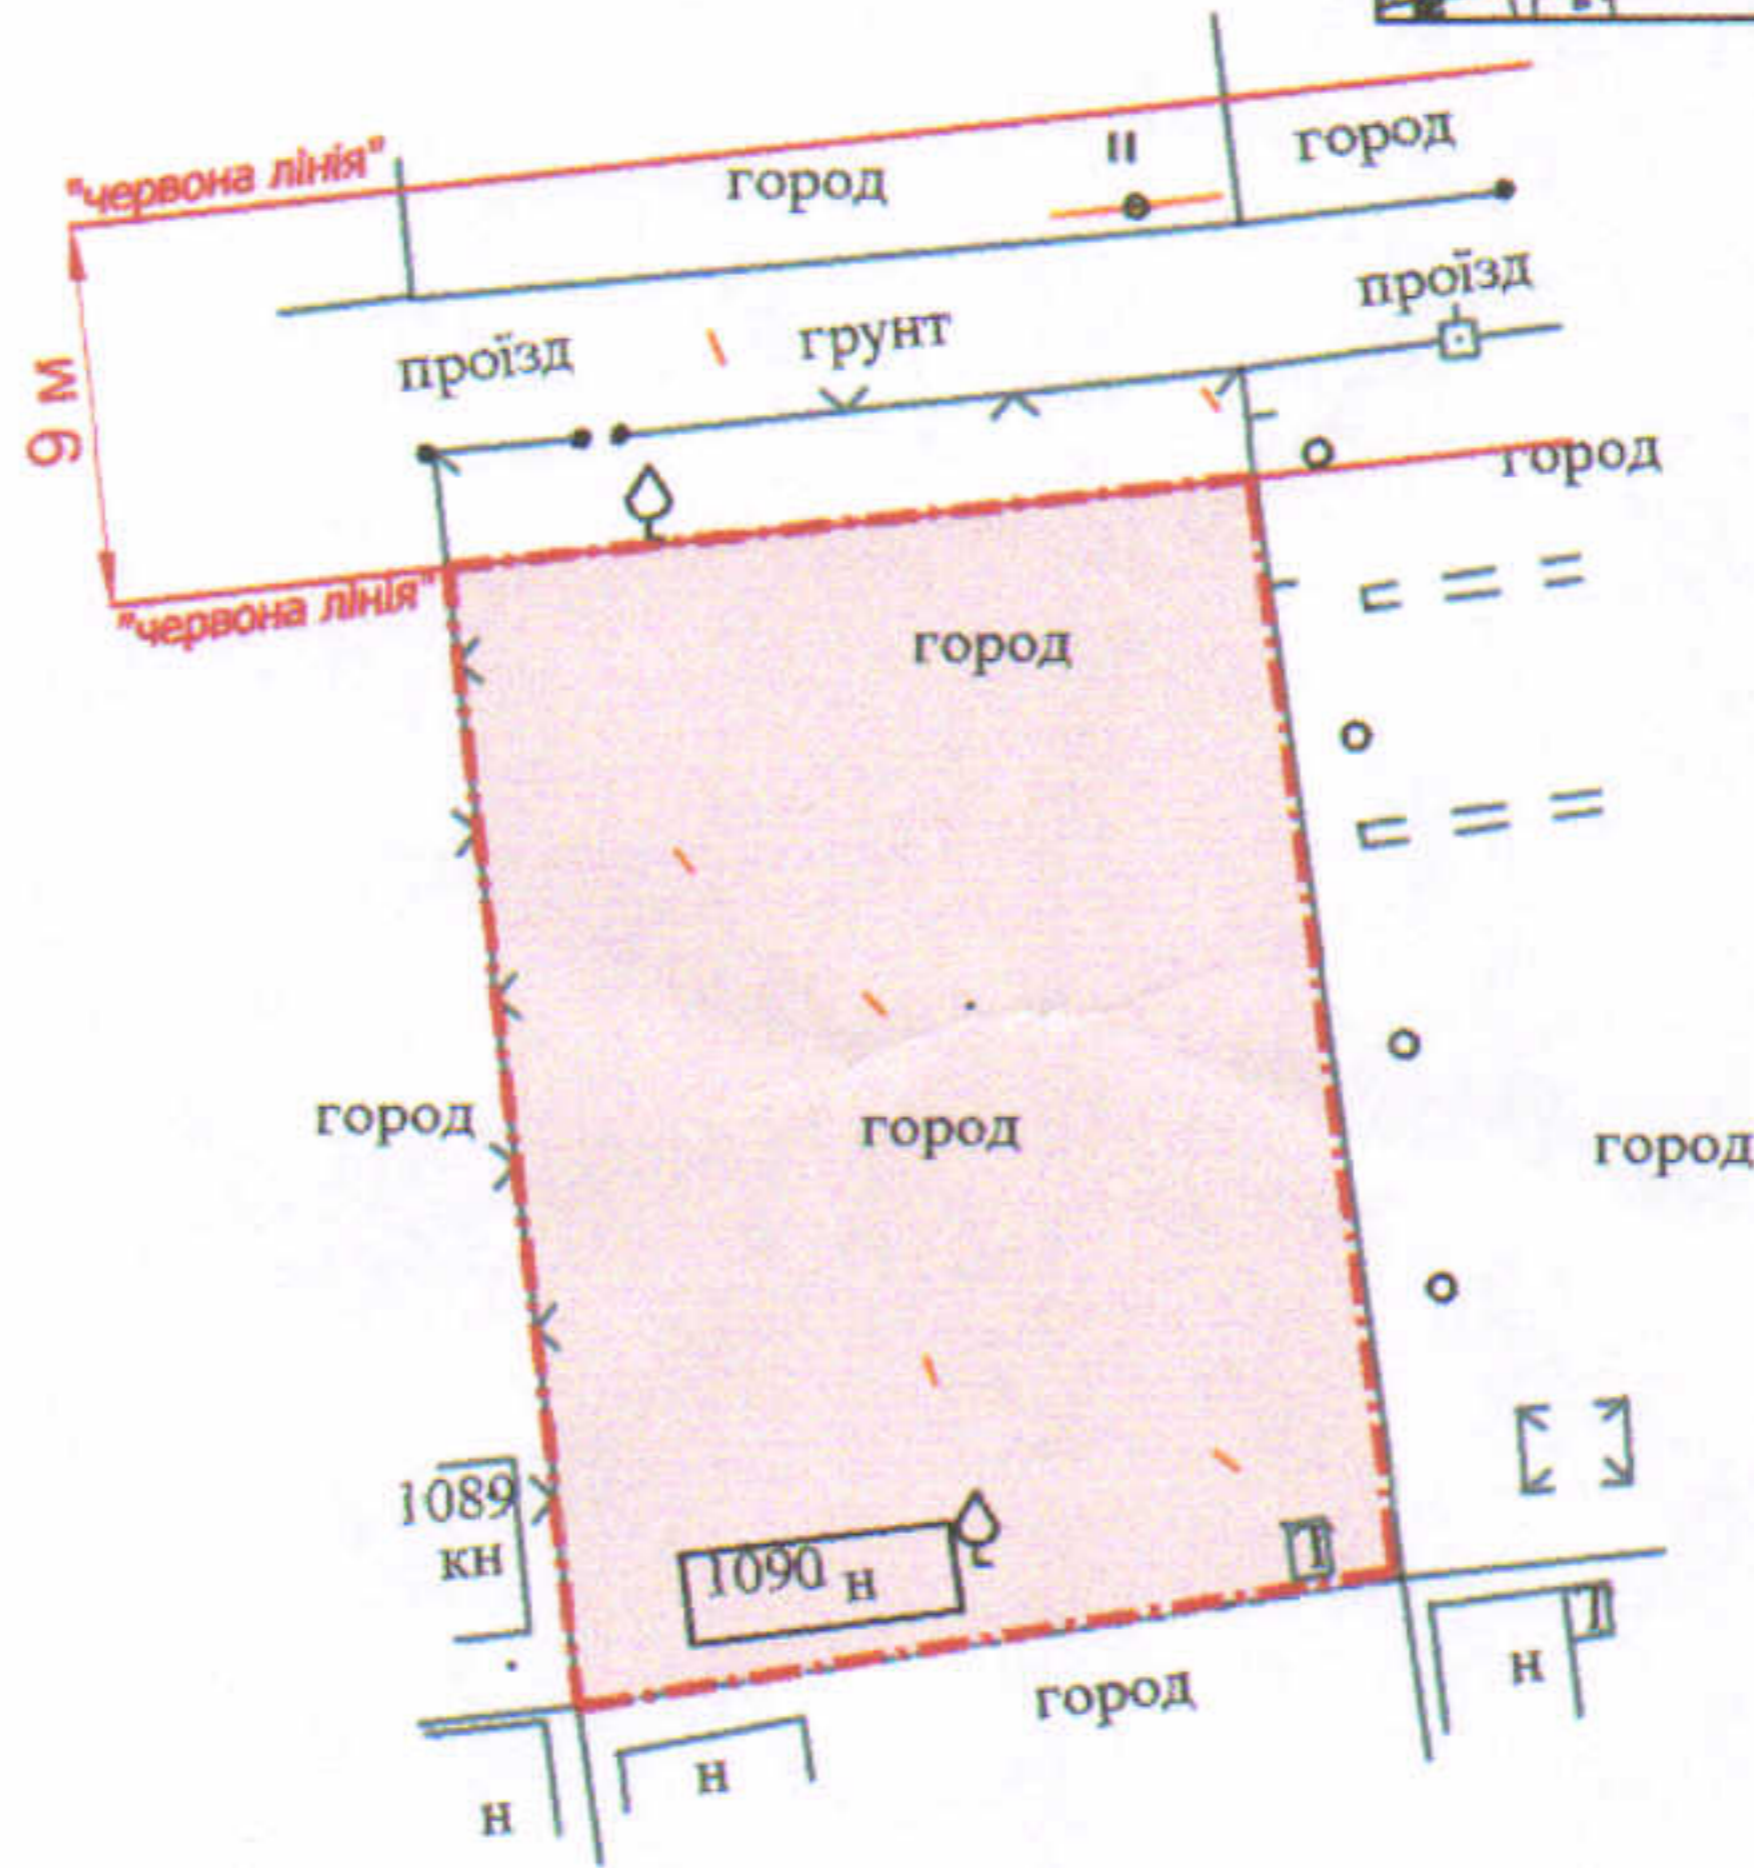 "червона лінія"
город
город
9 м
проїзд
грунт
проїзд
город
"червона лінія"
город
город
город
город
1089
кн
1090 н
город
н
н
н